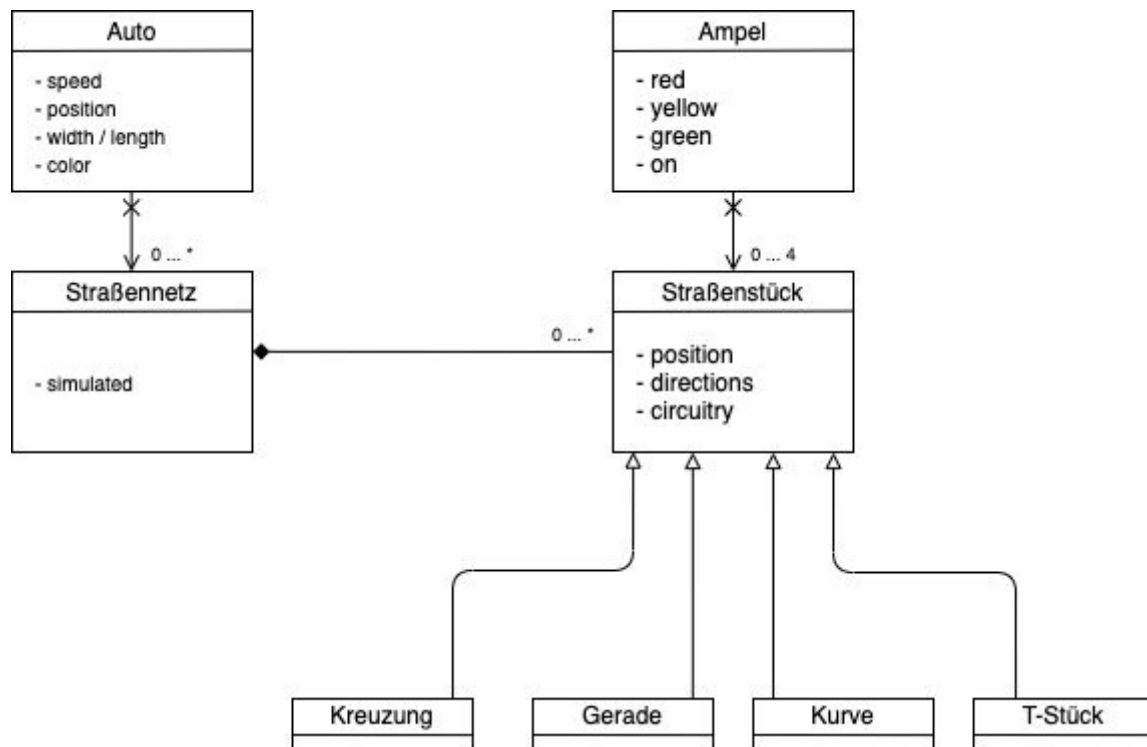 Auto
- speed
- position
- width / length
- color
Ampel
- red
- yellow
- green
- on
0 ... *
0 ... 4
Straßennetz
- simulated
0 ... *
Straßenstück
- position
- directions
- circuitry
Kreuzung
Gerade
Kurve
T-Stück